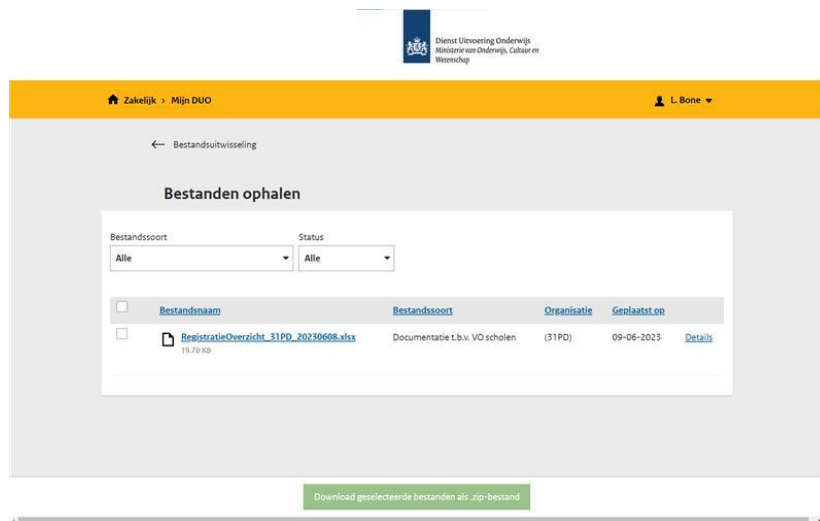 Dienst Uitvoering Onderwijs
Ministerie van Onderwijs, Cultuur en
Wetenschap
Zakelijk > Mijn DUO
L. Bone
Bestandsuitwisseling
Bestanden ophalen
Bestandssoort Status
Alle Alle
Bestandsnaam Bestandssoort Organisatie Geplaatst op
RegistratieOverzicht_31PD_20230608.xlsx Documentatie t.b.v. VO scholen (31PD) 09-06-2023 Details
19.70 KB
Download geselecteerde bestanden als .zip-bestand